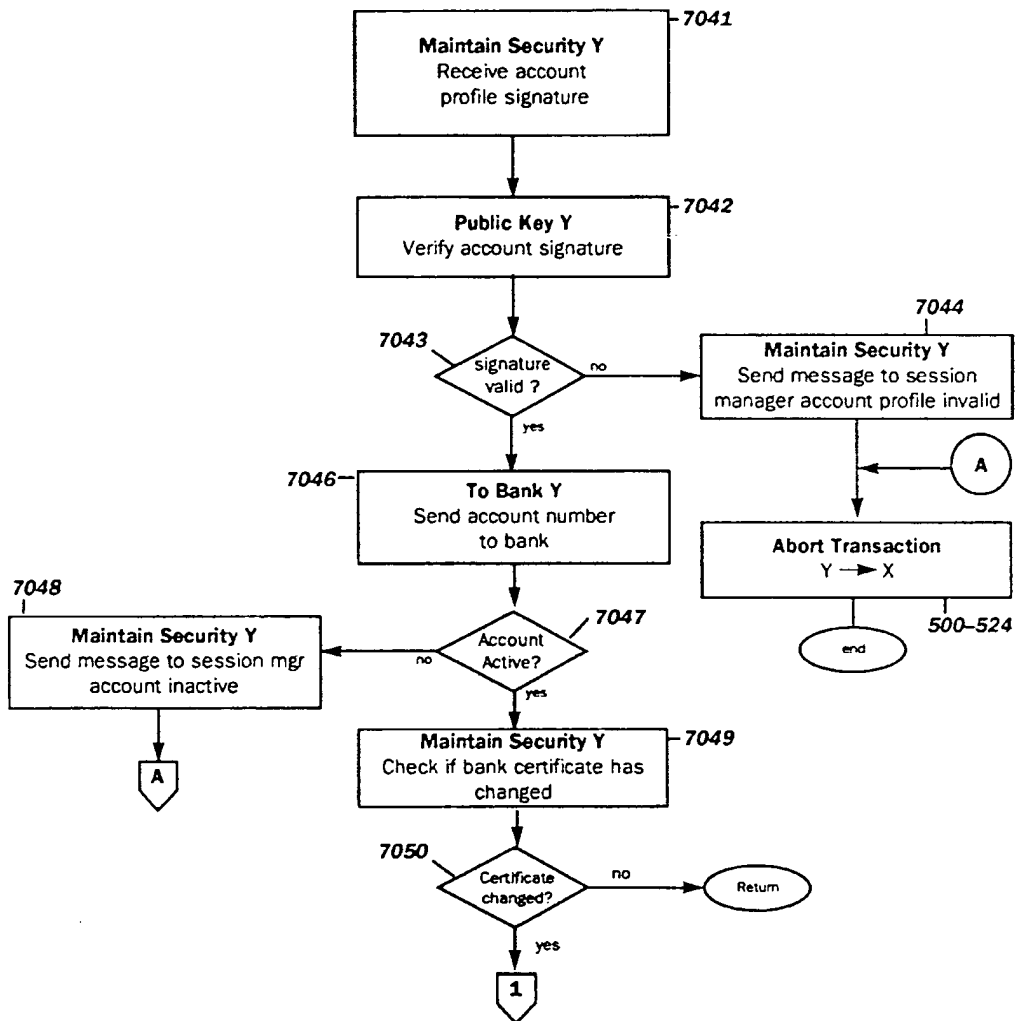 7041
Maintain Security Y
Receive account
profile signature
7042
Public Key Y
Verify account signature
7043
signature
valid ?
no
yes
7044
Maintain Security Y
Send message to session
manager account profile invalid
A
Abort Transaction
Y X
500–524
end
7046
To Bank Y
Send account number
to bank
7047
Account
Active?
no
yes
7048
Maintain Security Y
Send message to session mgr
account inactive
A
7049
Maintain Security Y
Check if bank certificate has
changed
7050
Certificate
changed?
no
Return
yes
1